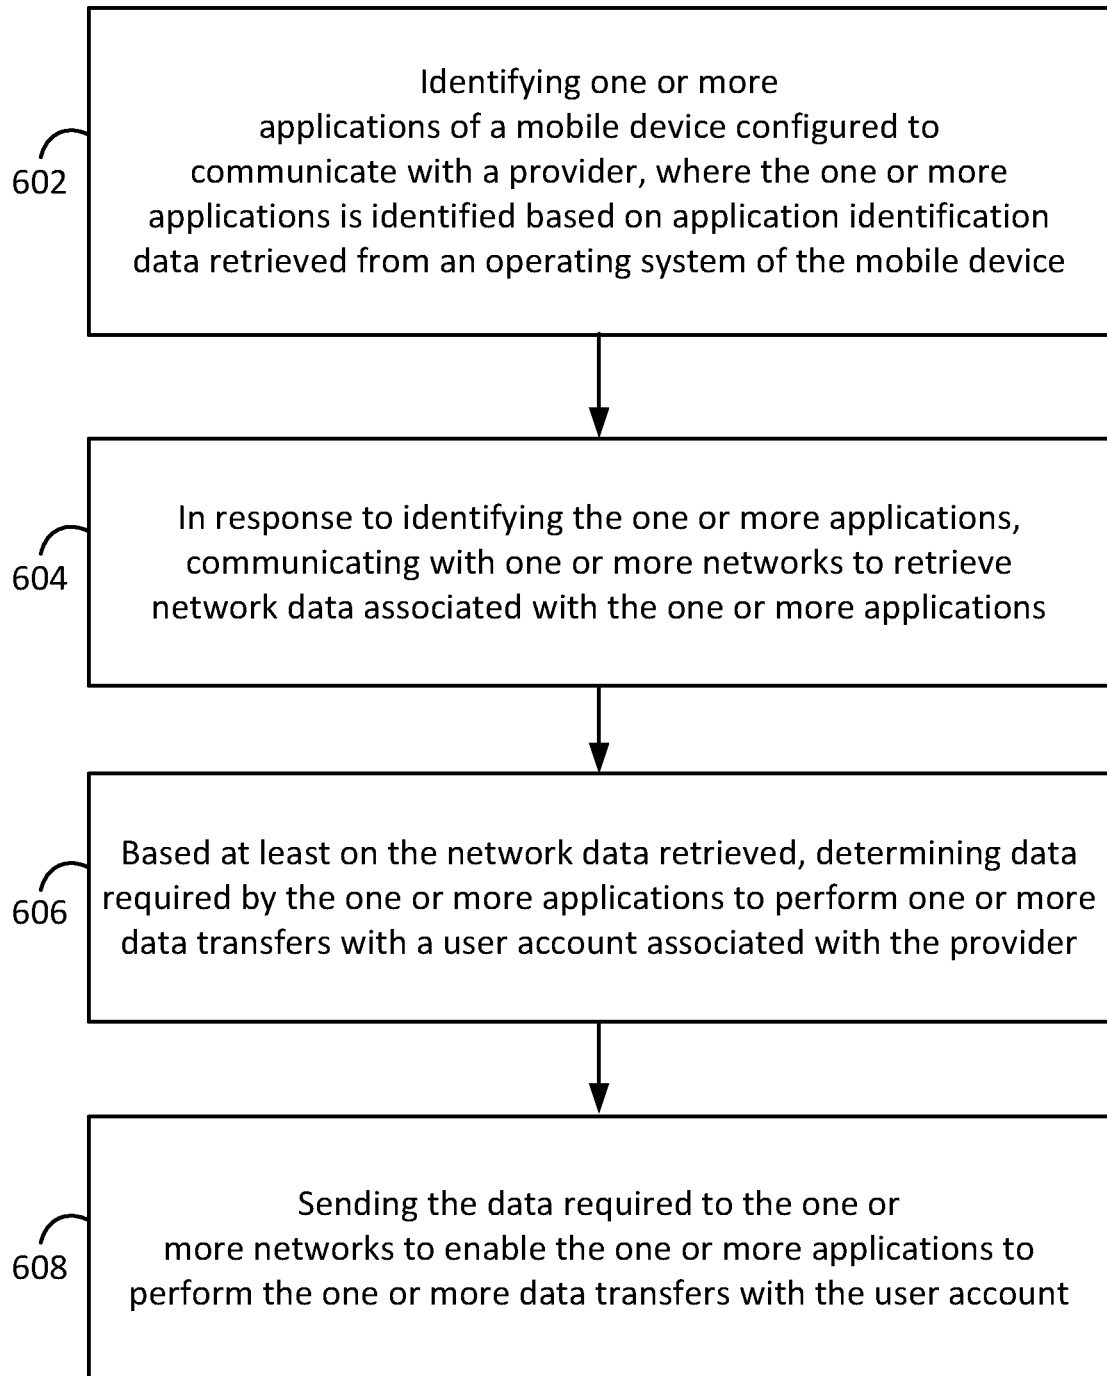 Identifying one or more
applications of a mobile device configured to
communicate with a provider, where the one or more
applications is identified based on application identification
data retrieved from an operating system of the mobile device
602
In response to identifying the one or more applications,
communicating with one or more networks to retrieve
network data associated with the one or more applications
604
Based at least on the network data retrieved, determining data
required by the one or more applications to perform one or more
data transfers with a user account associated with the provider
606
Sending the data required to the one or
more networks to enable the one or more applications to
perform the one or more data transfers with the user account
608